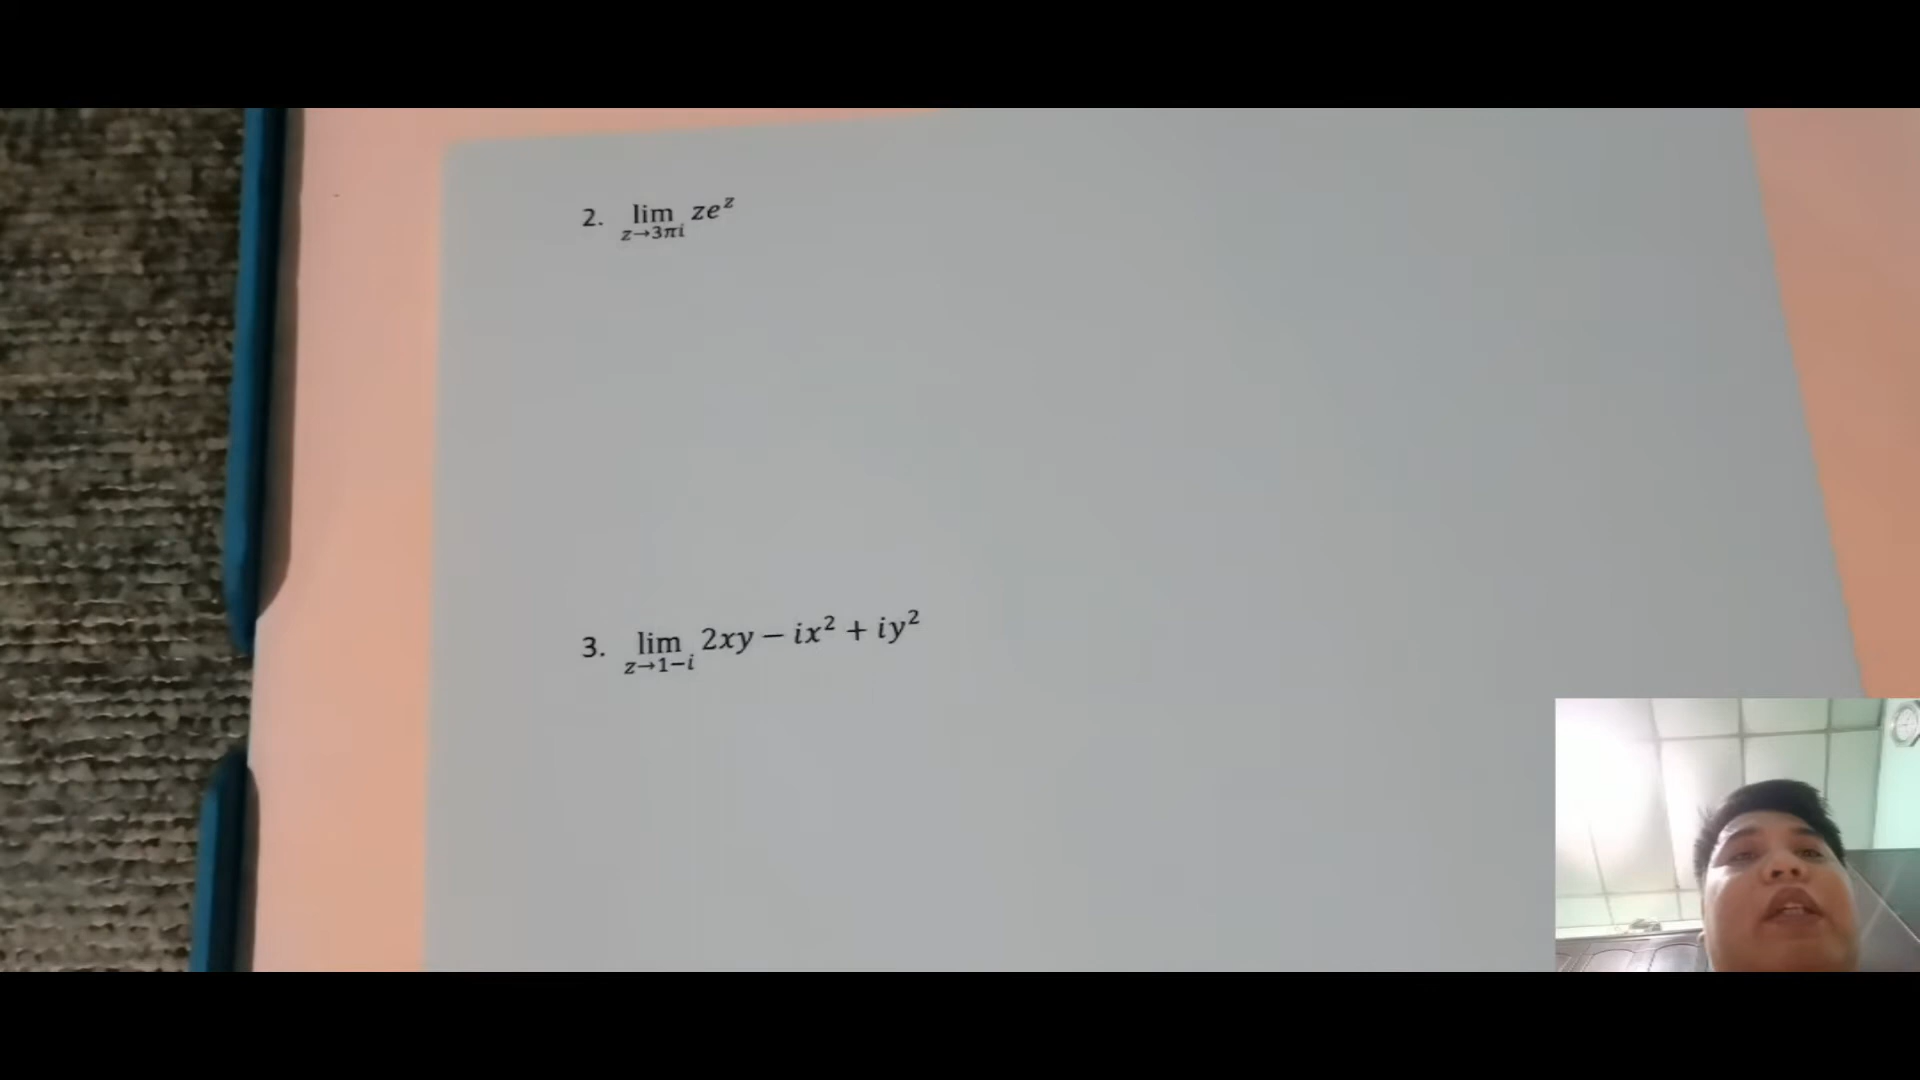 2. lim ze^z
z→3πi
3. lim 2xy − ix² + iy²
z→1−i